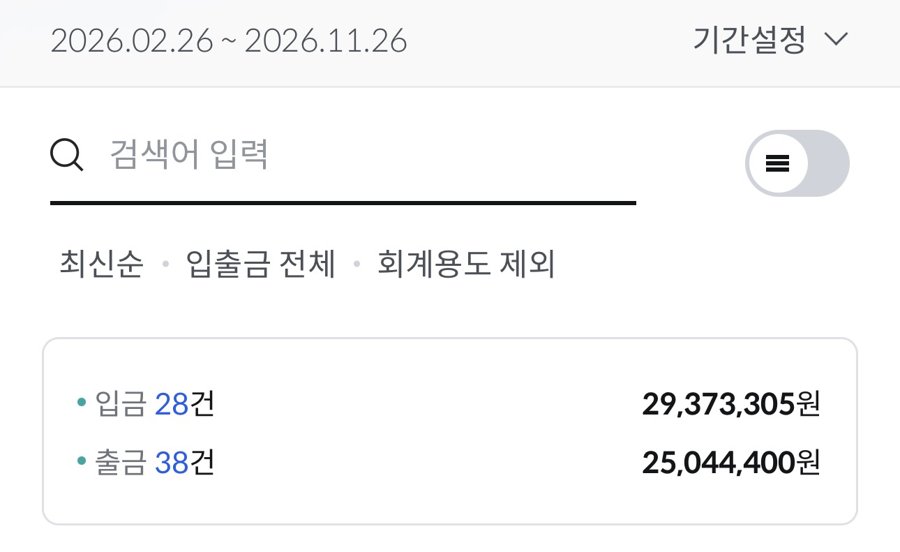 2026.02.26 ~ 2026.11.26 기간설정
검색어 입력
최신순 • 입출금 전체 • 회계용도 제외
• 입금 28건 29,373,305원
• 출금 38건 25,044,400원